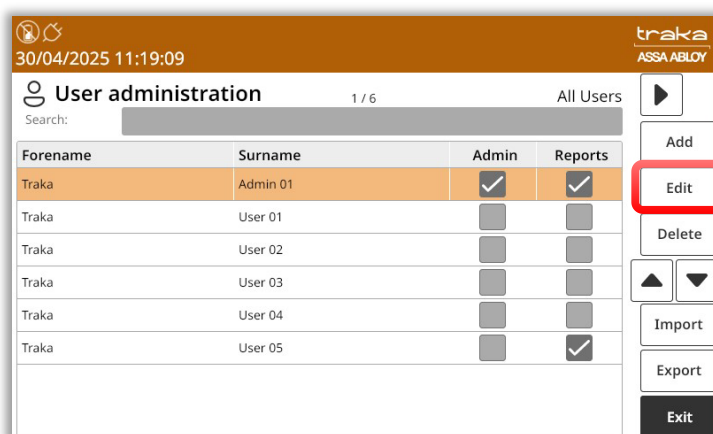 traka
30/04/2025 11:19:09
ASSA ABLOY
User administration 1 / 6 All Users
Search:
Add
Forename Surname Admin Reports
Traka Admin 01
Edit
Traka User 01
Delete
Traka User 02
Traka User 03
Traka User 04
Import
Traka User 05
Export
Exit